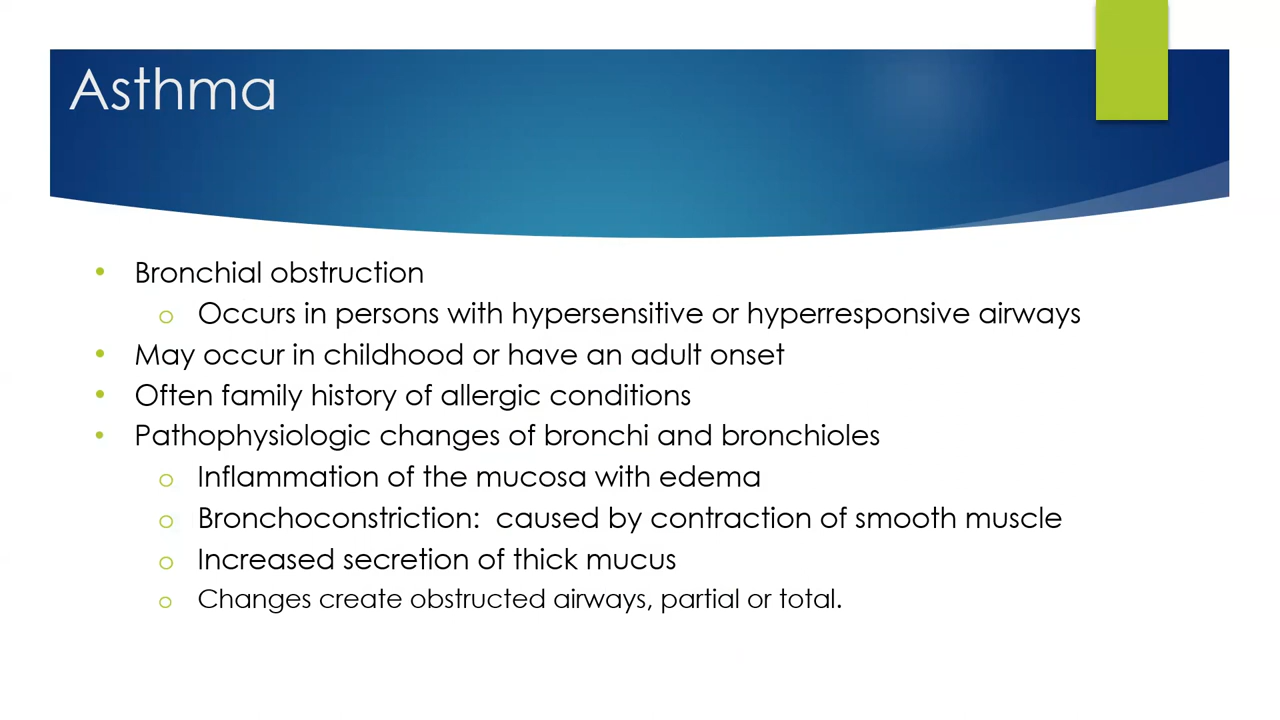 Asthma
• Bronchial obstruction
o Occurs in persons with hypersensitive or hyperresponsive airways
• May occur in childhood or have an adult onset
• Often family history of allergic conditions
• Pathophysiologic changes of bronchi and bronchioles
o Inflammation of the mucosa with edema
o Bronchoconstriction:  caused by contraction of smooth muscle
o Increased secretion of thick mucus
o Changes create obstructed airways, partial or total.